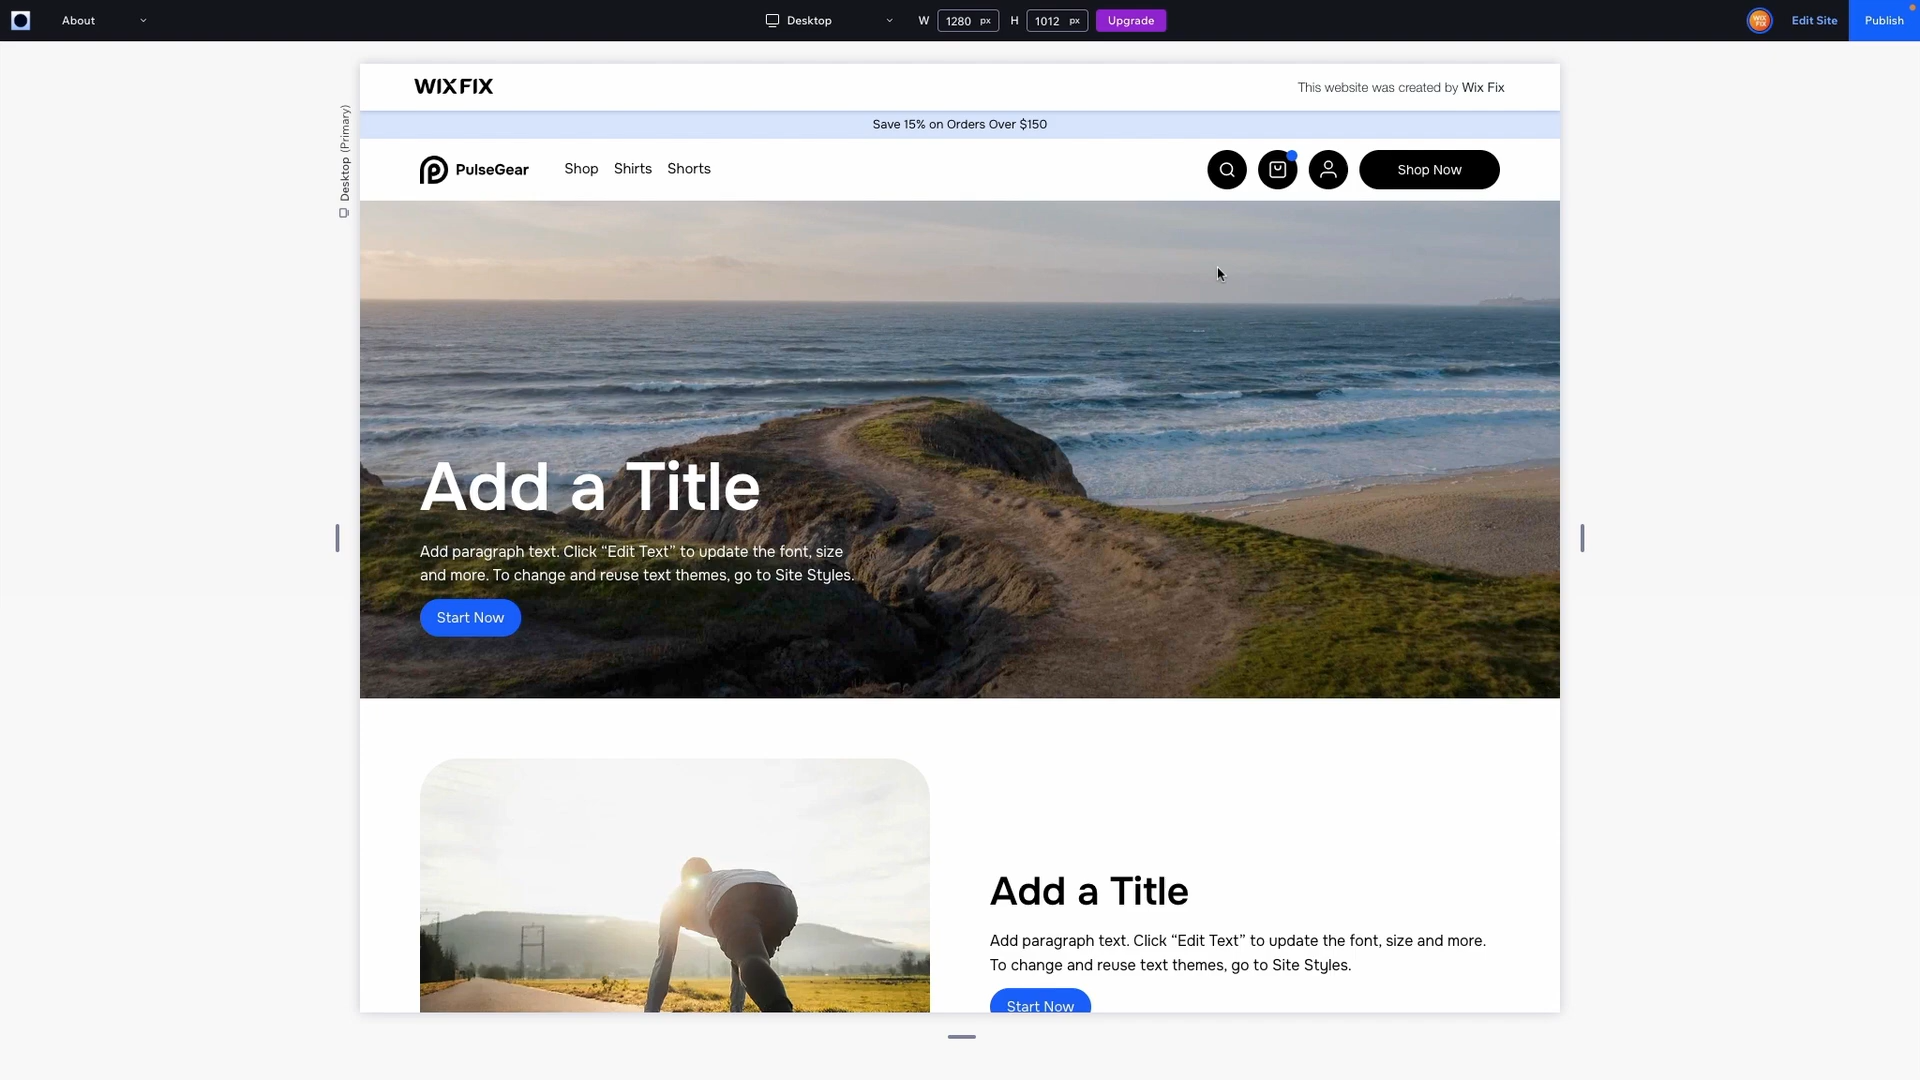 About
Desktop
W 1280 px H 1012 px
Upgrade
WIX FIX
Edit Site
Publish
Desktop (Primary)
WIX FIX
This website was created by Wix Fix
Save 15% on Orders Over $150
PulseGear
Shop Shirts Shorts
Shop Now
Add a Title
Add paragraph text. Click “Edit Text” to update the font, size
and more. To change and reuse text themes, go to Site Styles.
Start Now
Add a Title
Add paragraph text. Click “Edit Text” to update the font, size and more.
To change and reuse text themes, go to Site Styles.
Start Now